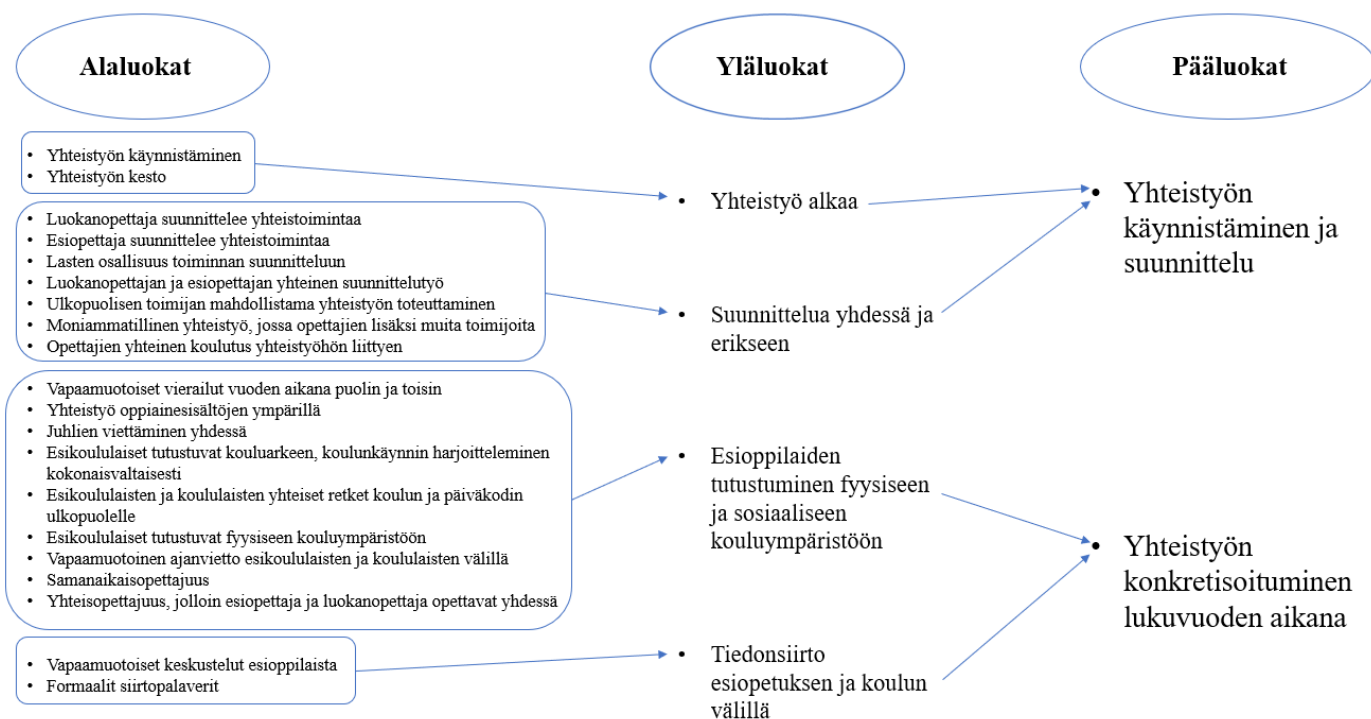 Alaluokat
Yläluokat
Pääluokat
• Yhteistyön käynnistäminen
• Yhteistyön kesto
• Luokanopettaja suunnittelee yhteistoimintaa
• Esiopettaja suunnittelee yhteistoimintaa
• Lasten osallisuus toiminnan suunnitteluun
• Luokanopettajan ja esiopettajan yhteinen suunnittelutyö
• Ulkopuolisen toimijan mahdollistama yhteistyön toteuttaminen
• Moniammatillinen yhteistyö, jossa opettajien lisäksi muita toimijoita
• Opettajien yhteinen koulutus yhteistyöhön liittyen
• Vapaamuotoiset vierailut vuoden aikana puolin ja toisin
• Yhteistyö oppiainesisältöjen ympärillä
• Juhlien viettäminen yhdessä
• Esikoululaiset tutustuvat kouluarkeen, koulunkäynnin harjoitteleminen
kokonaisvaltaisesti
• Esikoululaisten ja koululaisten yhteiset retket koulun ja päiväkodin
ulkopuolelle
• Esikoululaiset tutustuvat fyysiseen kouluympäristöön
• Vapaamuotoinen ajanvietto esikoululaisten ja koululaisten välillä
• Samanaikaisopettajuus
• Yhteisopettajuus, jolloin esiopettaja ja luokanopettaja opettavat yhdessä
• Vapaamuotoiset keskustelut esioppilaista
• Formaalit siirtopalaverit
• Yhteistyö alkaa
• Suunnittelua yhdessä ja
erikseen
• Esioppilaiden
tutustuminen fyysiseen
ja sosiaaliseen
kouluympäristöön
• Tiedonsiirto
esiopetuksen ja koulun
välillä
• Yhteistyön
käynnistäminen ja
suunnittelu
• Yhteistyön
konkretisoituminen
lukuvuoden aikana